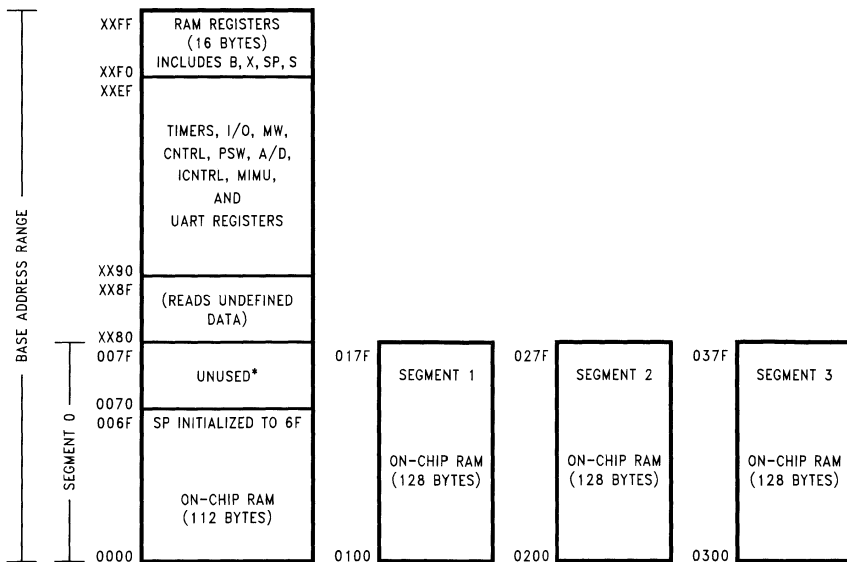 XXFF
RAM REGISTERS
(16 BYTES)
INCLUDES B, X, SP, S
XXF0
XXEF
TIMERS, I/O, MW,
CNTRL, PSW, A/D,
ICNTRL, MIMU,
AND
UART REGISTERS
BASE ADDRESS RANGE
XX90
XX8F
(READS UNDEFINED
DATA)
XX80
SEGMENT 0
007F
UNUSED*
0070
006F
SP INITIALIZED TO 6F
ON-CHIP RAM
(112 BYTES)
0000
017F
SEGMENT 1
ON-CHIP RAM
(128 BYTES)
0100
027F
SEGMENT 2
ON-CHIP RAM
(128 BYTES)
0200
037F
SEGMENT 3
ON-CHIP RAM
(128 BYTES)
0300